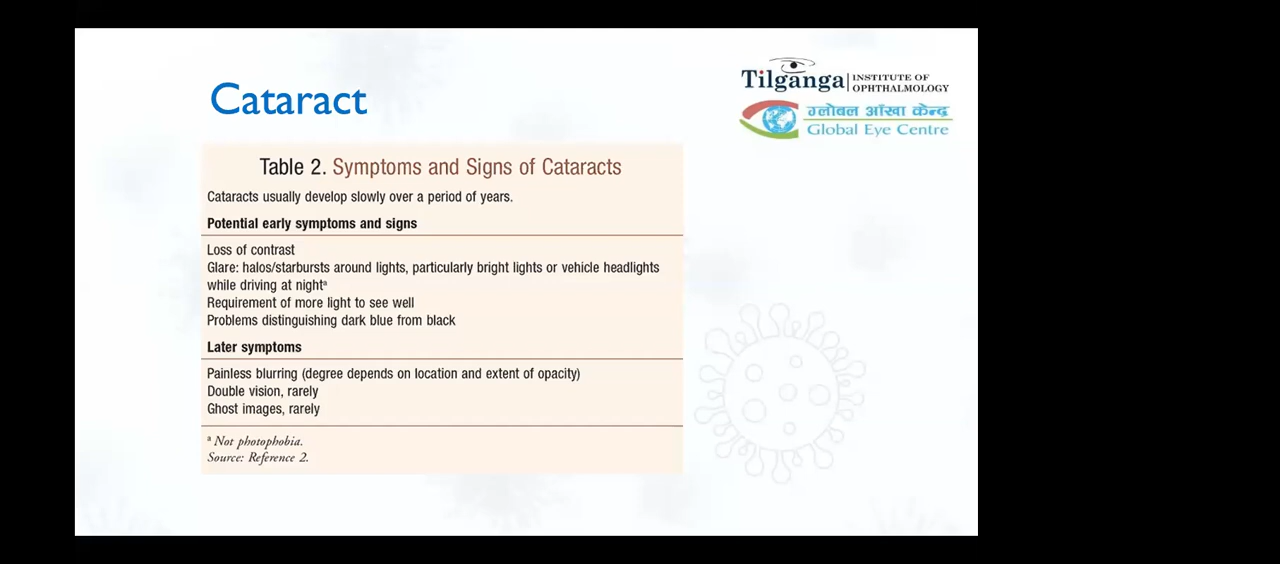 Cataract
Tilganga INSTITUTE OF OPHTHALMOLOGY
ग्लोबल आँखा केन्द्र
Global Eye Centre
Table 2. Symptoms and Signs of Cataracts
Cataracts usually develop slowly over a period of years.
Potential early symptoms and signs
Loss of contrast
Glare: halos/starbursts around lights, particularly bright lights or vehicle headlights
while driving at nightᵃ
Requirement of more light to see well
Problems distinguishing dark blue from black
Later symptoms
Painless blurring (degree depends on location and extent of opacity)
Double vision, rarely
Ghost images, rarely
ᵃ Not photophobia.
Source: Reference 2.